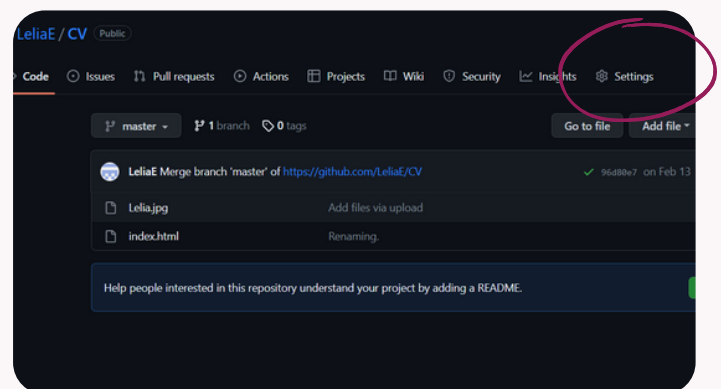 LeliaE / CV Public
Code Issues Pull requests Actions Projects Wiki Security Insights Settings
master 1 branch 0 tags Go to file Add file
LeliaE Merge branch 'master' of https://github.com/LeliaE/CV 96d80e7 on Feb 13
Lelia.jpg Add files via upload
index.html Renaming.
Help people interested in this repository understand your project by adding a README.